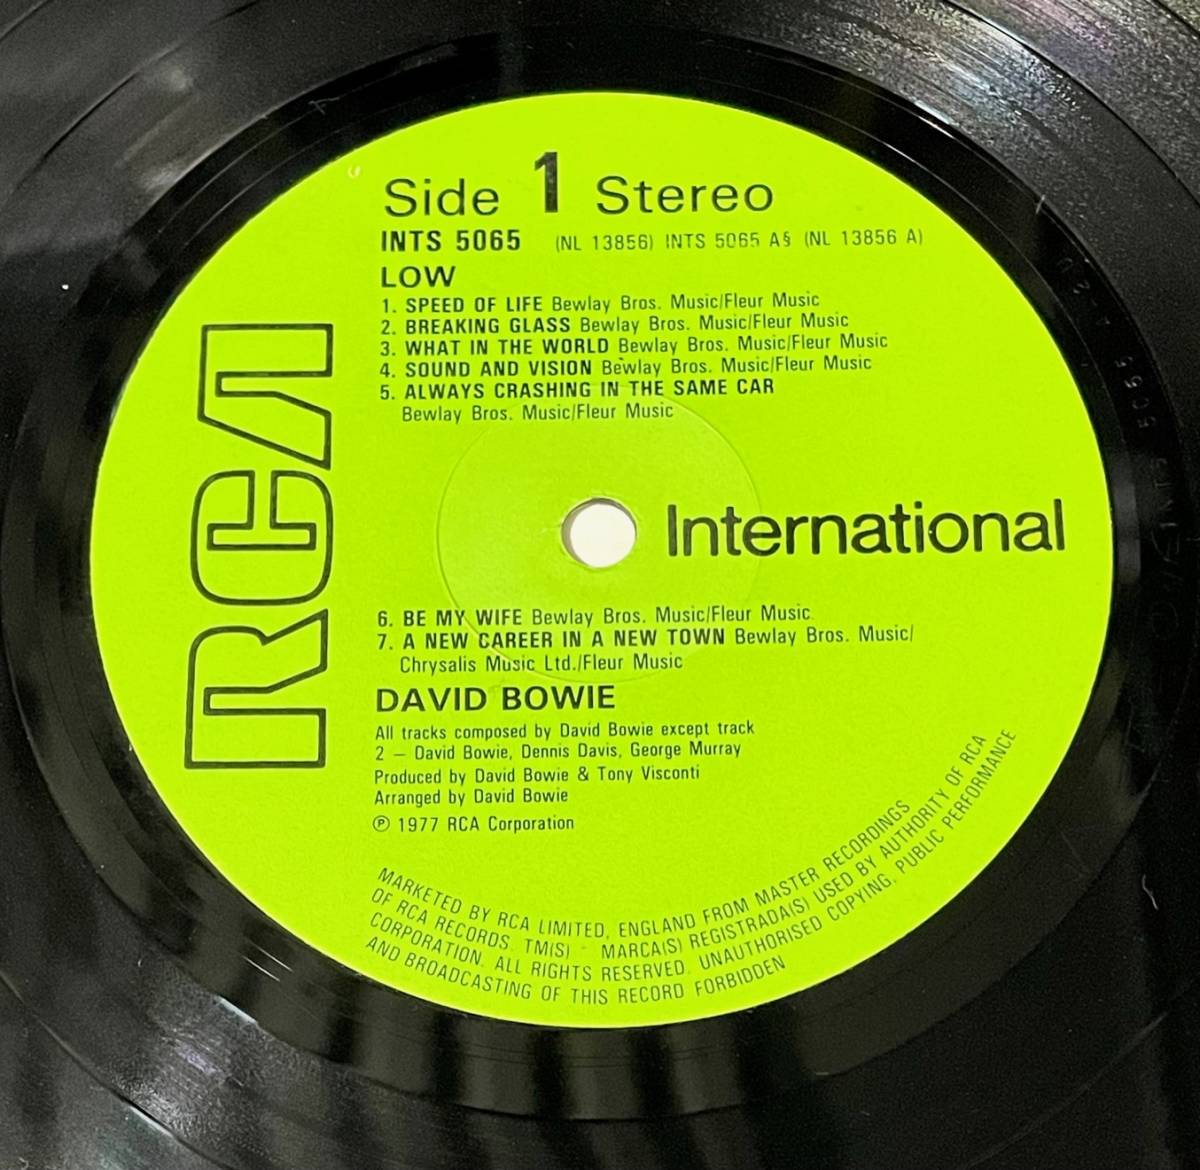 Side 1 Stereo
INTS 5065 (NL 13856) INTS 5065 A§ (NL 13856 A)
LOW
1. SPEED OF LIFE Bewlay Bros. Music/Fleur Music
2. BREAKING GLASS Bewlay Bros. Music/Fleur Music
3. WHAT IN THE WORLD Bewlay Bros. Music/Fleur Music
4. SOUND AND VISION Bewlay Bros. Music/Fleur Music
5. ALWAYS CRASHING IN THE SAME CAR
Bewlay Bros. Music/Fleur Music
RCA
International
6. BE MY WIFE Bewlay Bros. Music/Fleur Music
7. A NEW CAREER IN A NEW TOWN Bewlay Bros. Music/
Chrysalis Music Ltd./Fleur Music
DAVID BOWIE
All tracks composed by David Bowie except track
2 — David Bowie, Dennis Davis, George Murray
Produced by David Bowie & Tony Visconti
Arranged by David Bowie
℗ 1977 RCA Corporation
MARKETED BY RCA LIMITED, ENGLAND FROM MASTER RECORDINGS
OF RCA RECORDS. TM(S) - MARCA(S) REGISTRADA(S) USED BY AUTHORITY OF RCA
CORPORATION. ALL RIGHTS RESERVED. UNAUTHORISED COPYING, PUBLIC PERFORMANCE
AND BROADCASTING OF THIS RECORD FORBIDDEN